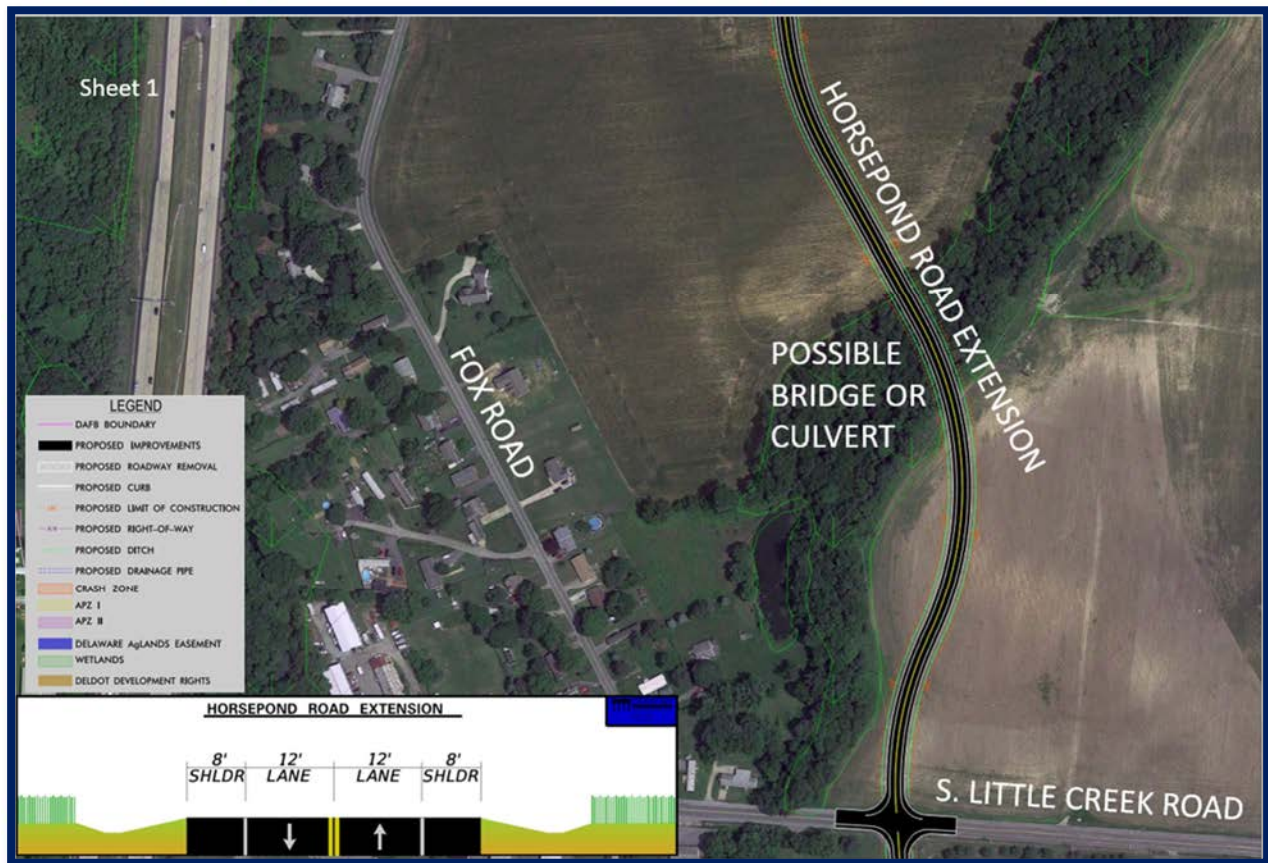 Sheet 1
HORSEPOND ROAD EXTENSION
FOX ROAD
POSSIBLE
BRIDGE OR
CULVERT
LEGEND
DAFB BOUNDARY
PROPOSED IMPROVEMENTS
PROPOSED ROADWAY REMOVAL
PROPOSED CURB
PROPOSED LIMIT OF CONSTRUCTION
PROPOSED RIGHT-OF-WAY
PROPOSED DITCH
PROPOSED DRAINAGE PIPE
CRASH ZONE
APZ I
APZ II
DELAWARE AgLANDS EASEMENT
WETLANDS
DELDOT DEVELOPMENT RIGHTS
HORSEPOND ROAD EXTENSION
8' 12' 12' 8'
SHLDR LANE LANE SHLDR
S. LITTLE CREEK ROAD